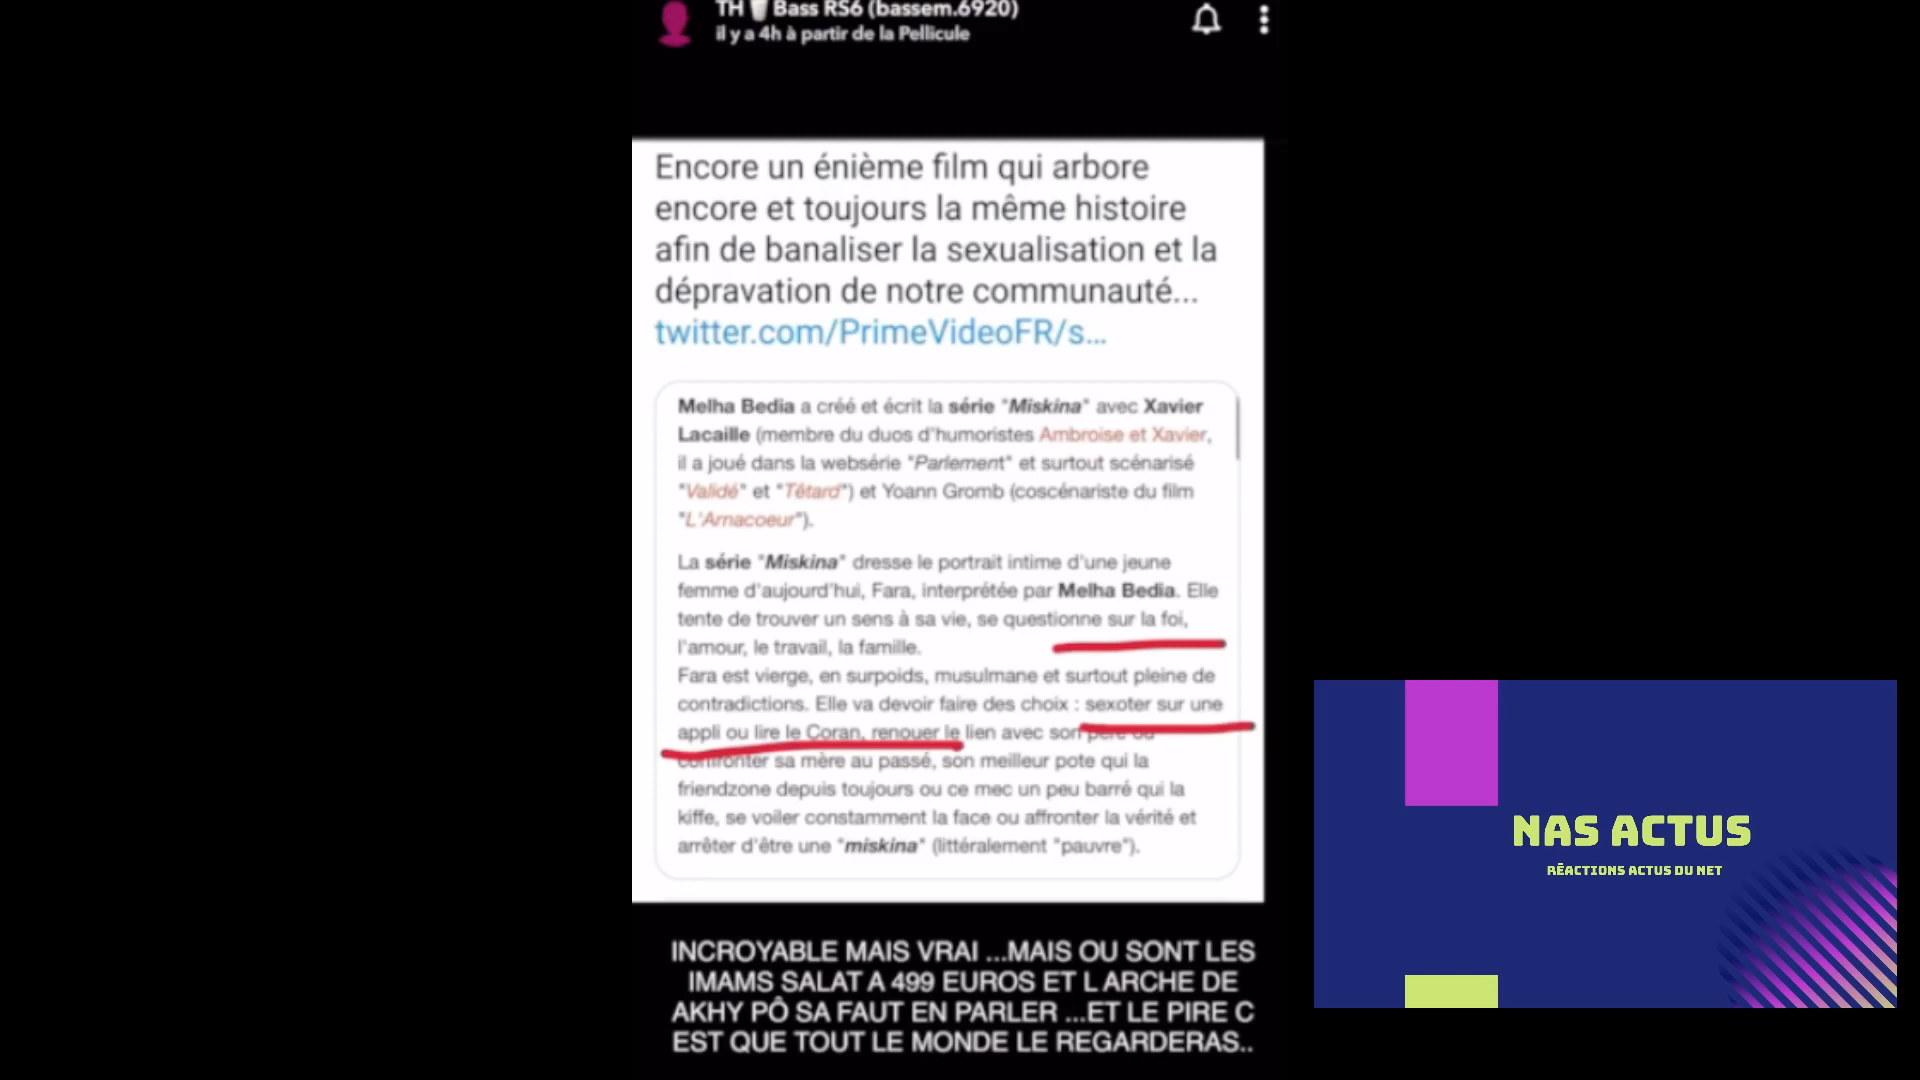 TH 🥛 Bass RS6 (bassem.6920)
il y a 4h à partir de la Pellicule
Encore un énième film qui arbore
encore et toujours la même histoire
afin de banaliser la sexualisation et la
dépravation de notre communauté...
twitter.com/PrimeVideoFR/s...
Melha Bedia a créé et écrit la série "Miskina" avec Xavier
Lacaille (membre du duos d'humoristes Ambroise et Xavier,
il a joué dans la websérie "Parlement" et surtout scénarisé
"Validé" et "Têtard") et Yoann Gromb (coscénariste du film
"L'Arnacoeur").
La série "Miskina" dresse le portrait intime d'une jeune
femme d'aujourd'hui, Fara, interprétée par Melha Bedia. Elle
tente de trouver un sens à sa vie, se questionne sur la foi,
l'amour, le travail, la famille.
Fara est vierge, en surpoids, musulmane et surtout pleine de
contradictions. Elle va devoir faire des choix : sexoter sur une
appli ou lire le Coran, renouer le lien avec son père ou
confronter sa mère au passé, son meilleur pote qui la
friendzone depuis toujours ou ce mec un peu barré qui la
kiffe, se voiler constamment la face ou affronter la vérité et
arrêter d'être une "miskina" (littéralement "pauvre").
INCROYABLE MAIS VRAI ...MAIS OU SONT LES
IMAMS SALAT A 499 EUROS ET L ARCHE DE
AKHY PÔ SA FAUT EN PARLER ...ET LE PIRE C
EST QUE TOUT LE MONDE LE REGARDERAS..
NAS ACTUS
RÉACTIONS ACTUS DU NET